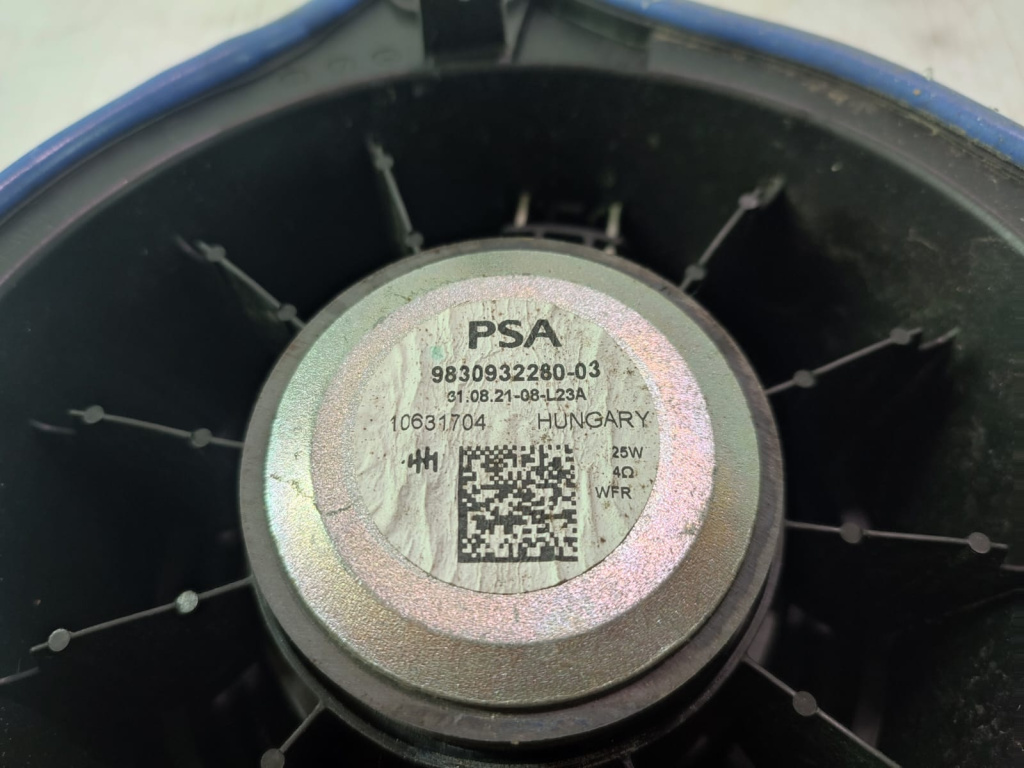 PSA
9830932280-03
31.08.21-08-L23A
10631704 HUNGARY
25W
4Ω
WFR